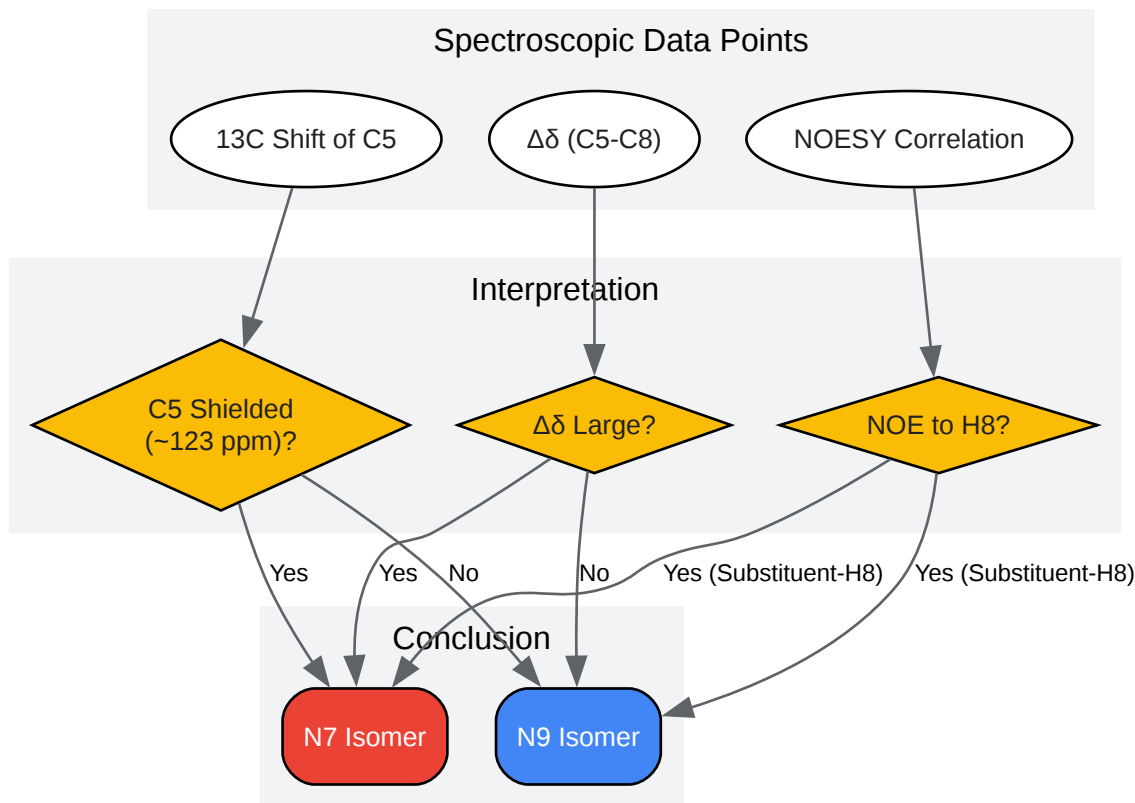 Spectroscopic Data Points
13C Shift of C5
Δδ (C5-C8)
NOESY Correlation
Interpretation
C5 Shielded
(~123 ppm)?
Δδ Large?
NOE to H8?
Yes
Yes
No
No
Yes (Substituent-H8)
Yes (Substituent-H8)
Conclusion
N7 Isomer
N9 Isomer